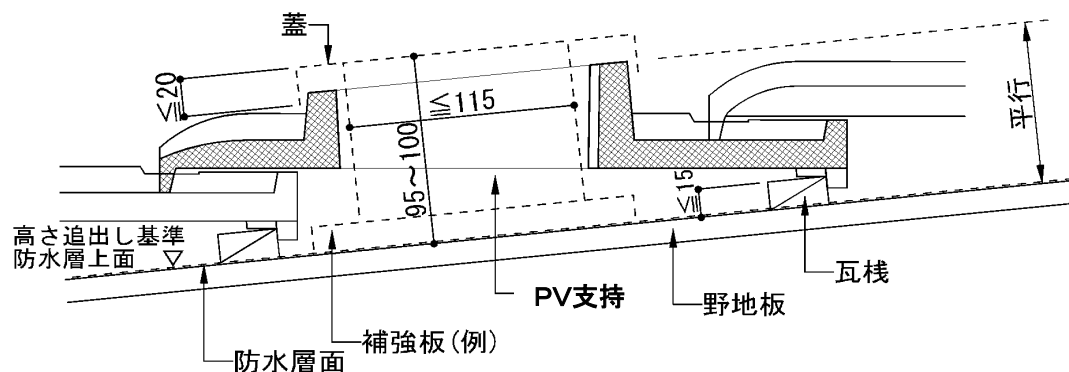 蓋
≦20
≦115
95～100
≦15
平行
高さ追出し基準
防水層上面
▽
瓦桟
PV支持
野地板
補強板(例)
防水層面